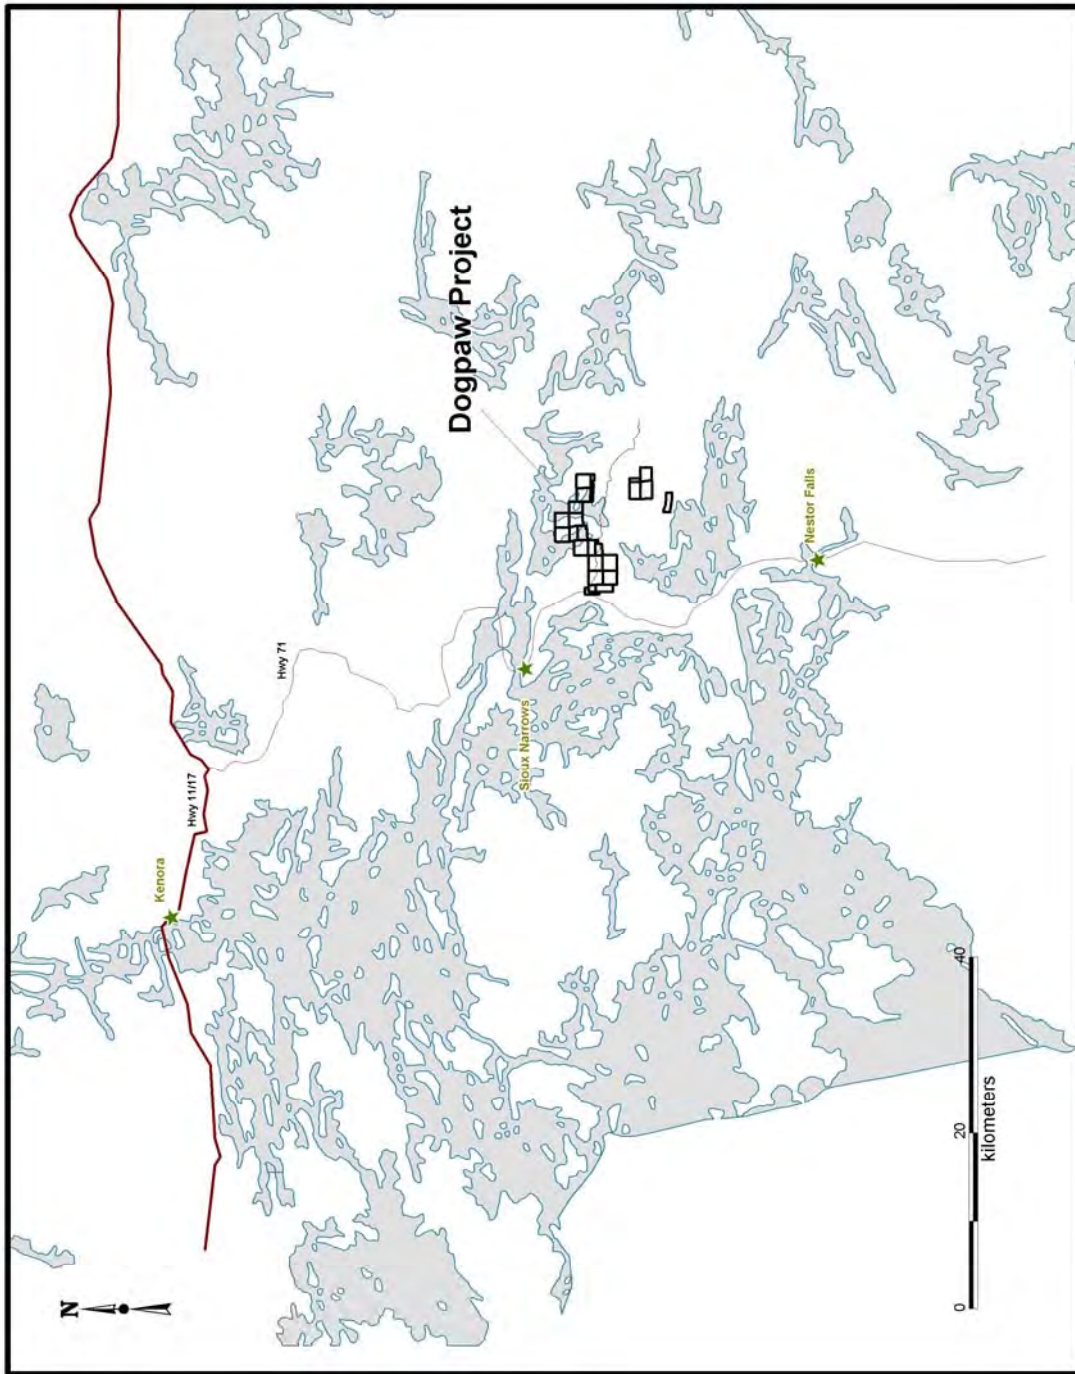 Kenora
Hwy 11/17
Hwy 71
Dogpaw Project
Sioux Narrows
Nestor Falls
N
0 20 40
kilometers